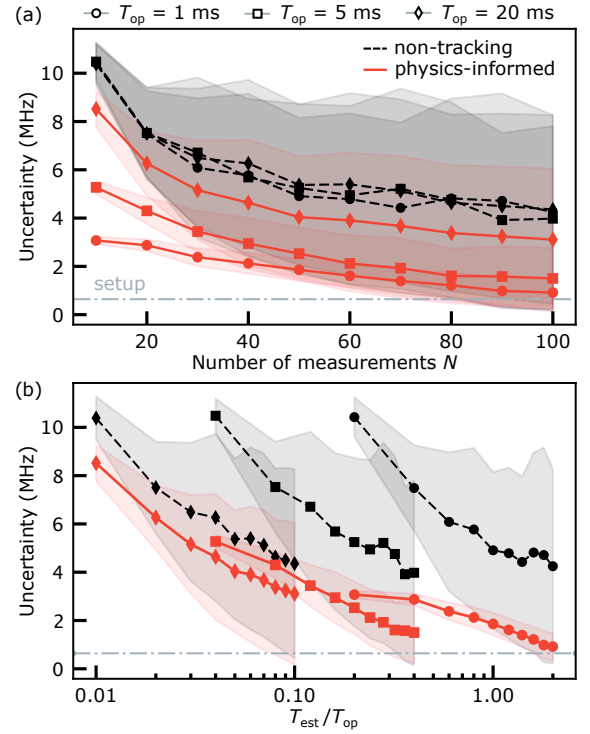 (a)
T_op = 1 ms
T_op = 5 ms
T_op = 20 ms
non-tracking
physics-informed
Uncertainty (MHz)
10
8
6
4
2
0
setup
20
40
60
80
100
Number of measurements N
(b)
Uncertainty (MHz)
10
8
6
4
2
0
0.01
0.10
1.00
T_est/T_op